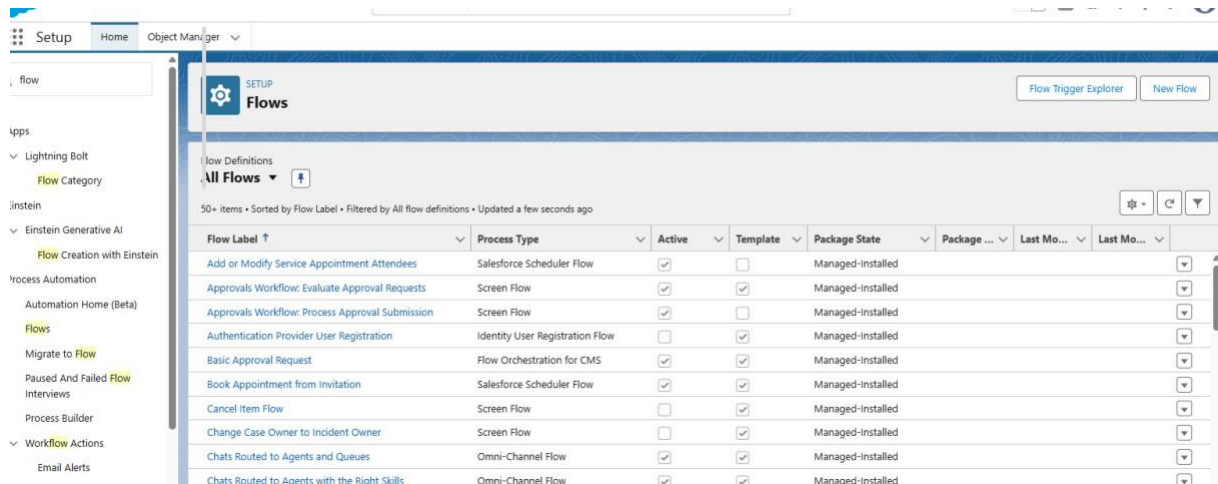 Setup Home Object Manager
flow
Apps
Lightning Bolt
Flow Category
Einstein
Einstein Generative AI
Flow Creation with Einstein
Process Automation
Automation Home (Beta)
Flows
Migrate to Flow
Paused And Failed Flow
Interviews
Process Builder
Workflow Actions
Email Alerts
SETUP
Flows
Flow Trigger Explorer New Flow
Flow Definitions
All Flows
50+ items • Sorted by Flow Label • Filtered by All flow definitions • Updated a few seconds ago
Flow Label ↑ Process Type Active Template Package State Package ... Last Mo... Last Mo...
Add or Modify Service Appointment Attendees Salesforce Scheduler Flow Managed-Installed
Approvals Workflow: Evaluate Approval Requests Screen Flow Managed-Installed
Approvals Workflow: Process Approval Submission Screen Flow Managed-Installed
Authentication Provider User Registration Identity User Registration Flow Managed-Installed
Basic Approval Request Flow Orchestration for CMS Managed-Installed
Book Appointment from Invitation Salesforce Scheduler Flow Managed-Installed
Cancel Item Flow Screen Flow Managed-Installed
Change Case Owner to Incident Owner Screen Flow Managed-Installed
Chats Routed to Agents and Queues Omni-Channel Flow Managed-Installed
Chats Routed to Agents with the Right Skills Omni-Channel Flow Managed-Installed